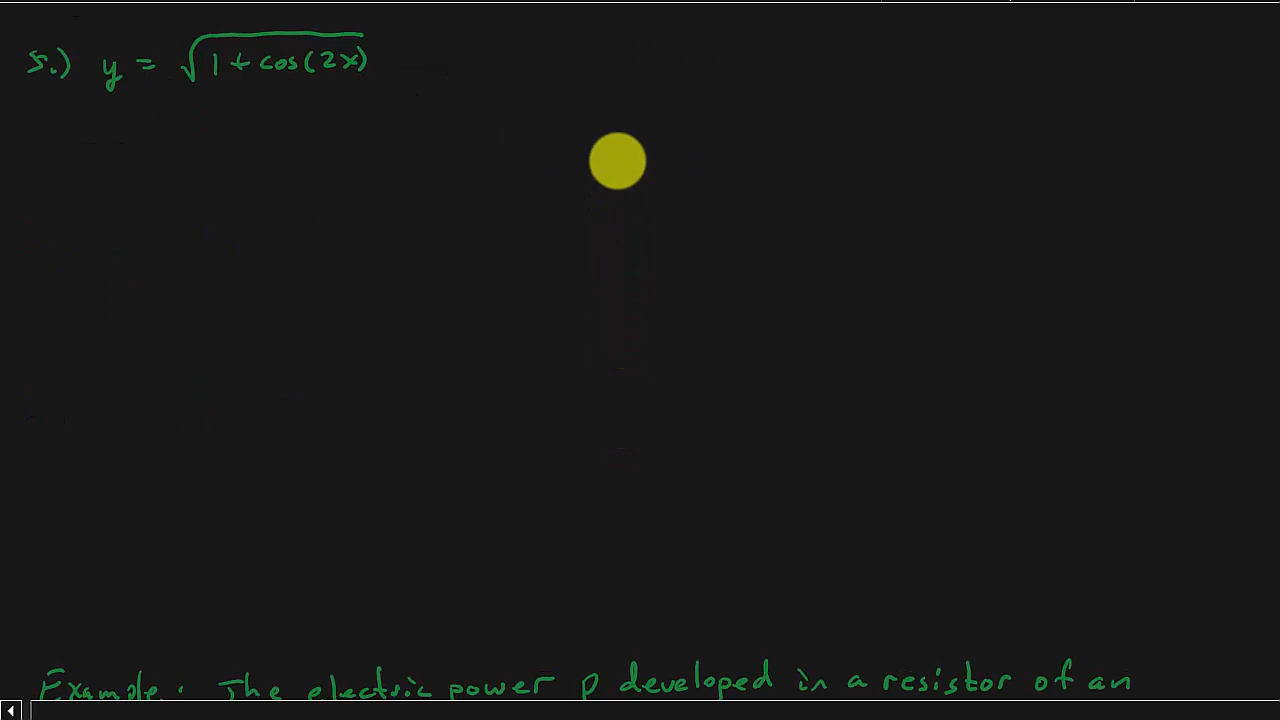 5.) y = √(1 + cos(2x))
Example: The electric power p developed in a resistor of an